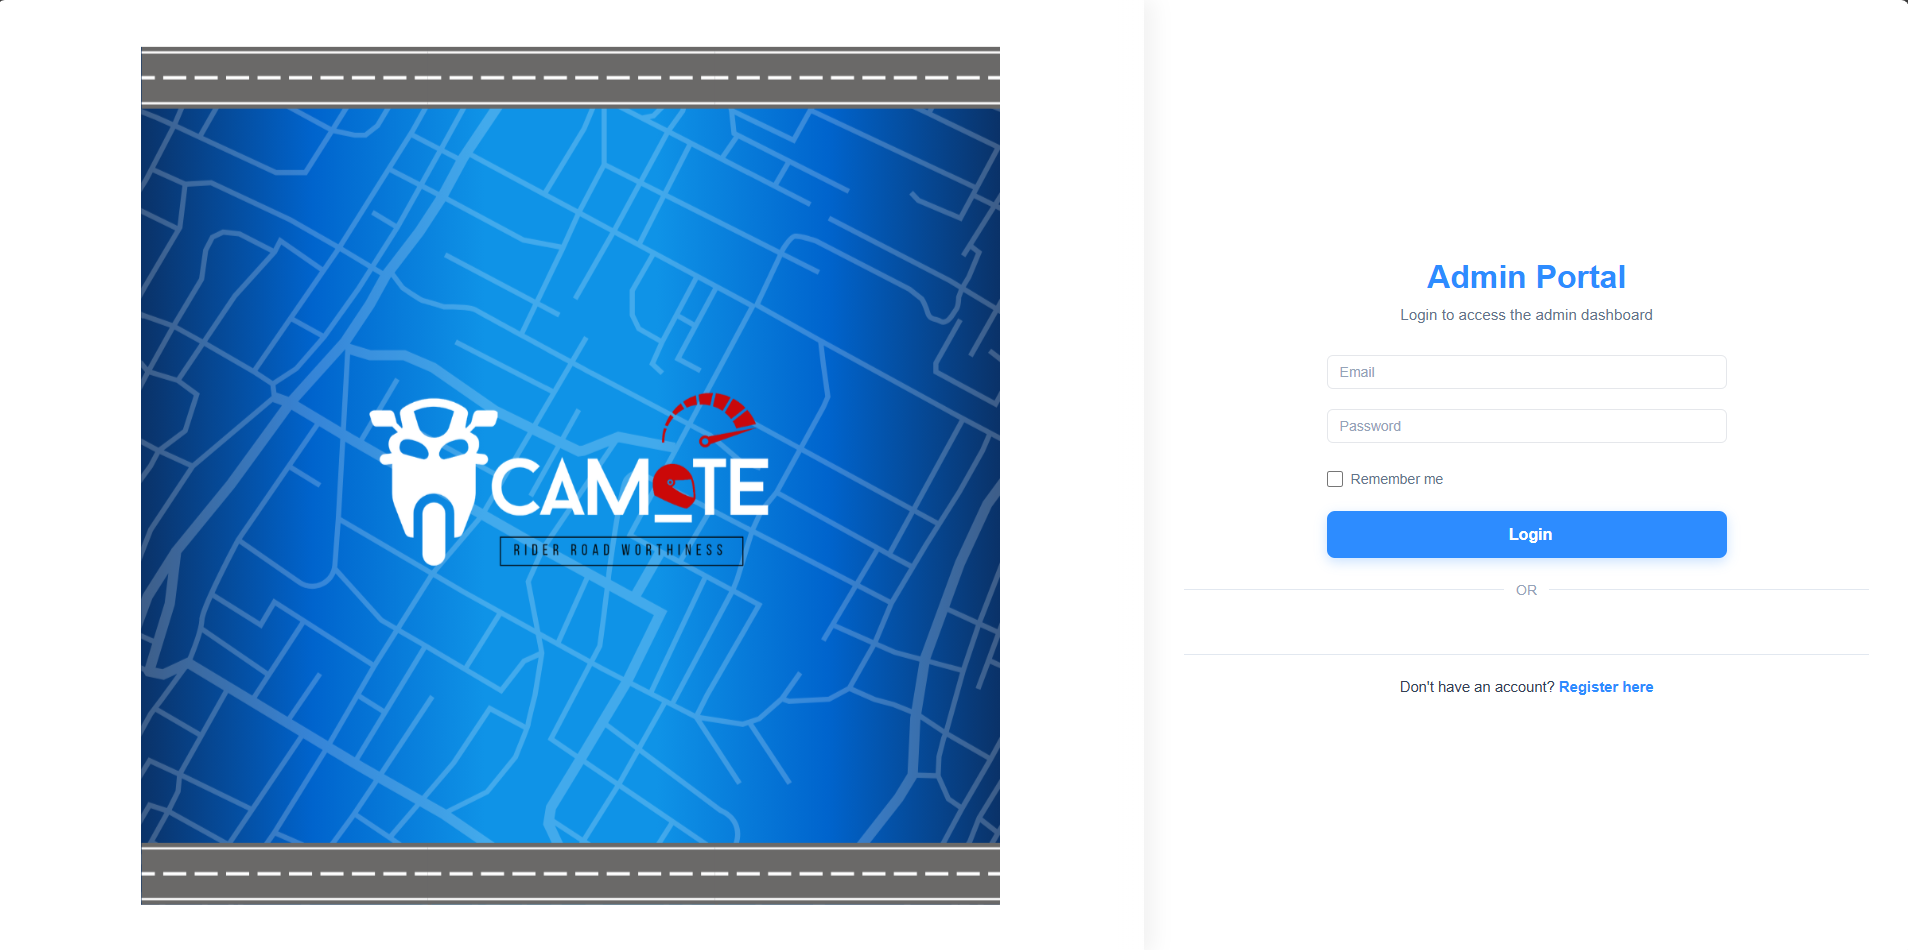 CAMOTE
RIDER ROAD WORTHINESS
Admin Portal
Login to access the admin dashboard
Email
Password
Remember me
Login
OR
Don't have an account? Register here